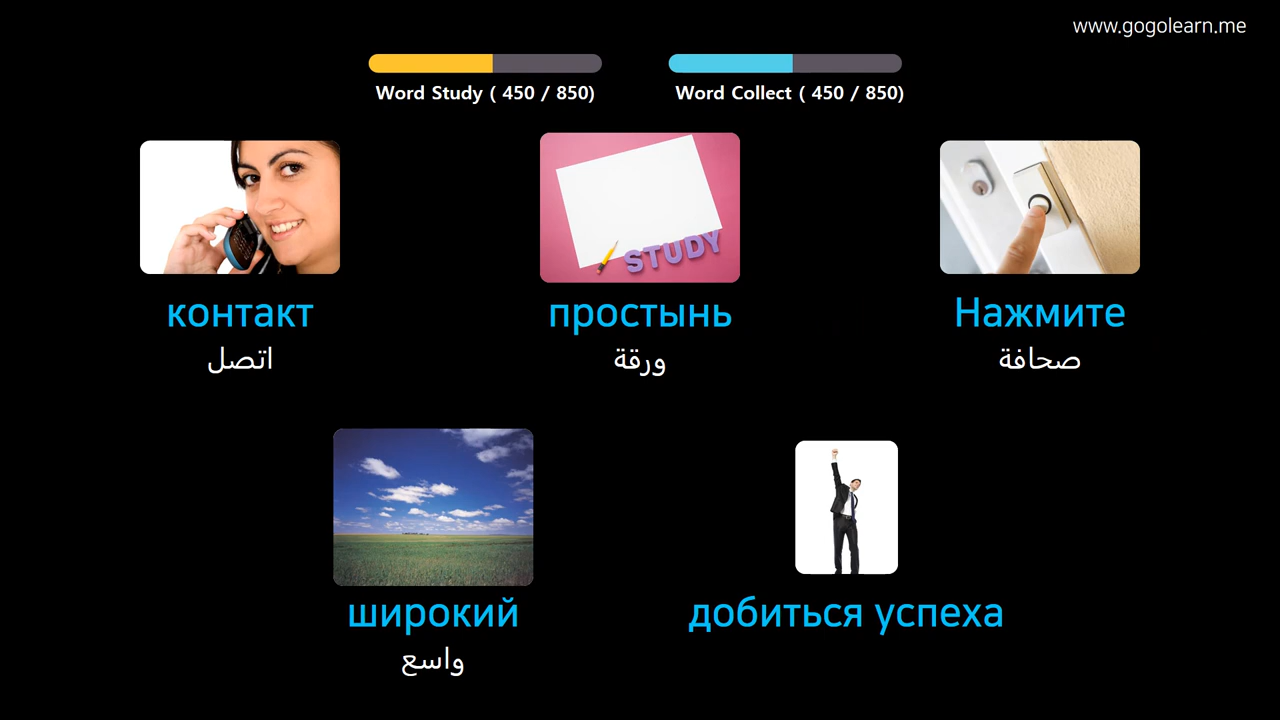 www.gogolearn.me
Word Study ( 450 / 850)
Word Collect ( 450 / 850)
STUDY
контакт
اتصل
простынь
ورقة
Нажмите
صحافة
широкий
واسع
добиться успеха